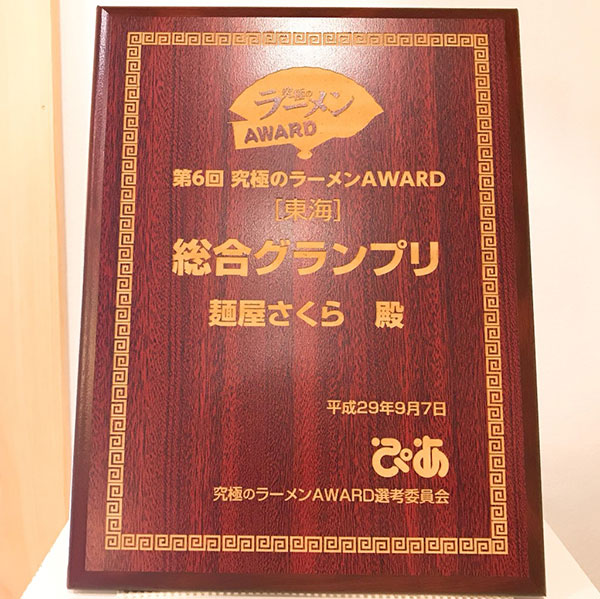 究極の
ラーメン
AWARD
第6回 究極のラーメンAWARD
[東海]
総合グランプリ
麺屋さくら 殿
平成29年9月7日
ぴあ
究極のラーメンAWARD選考委員会